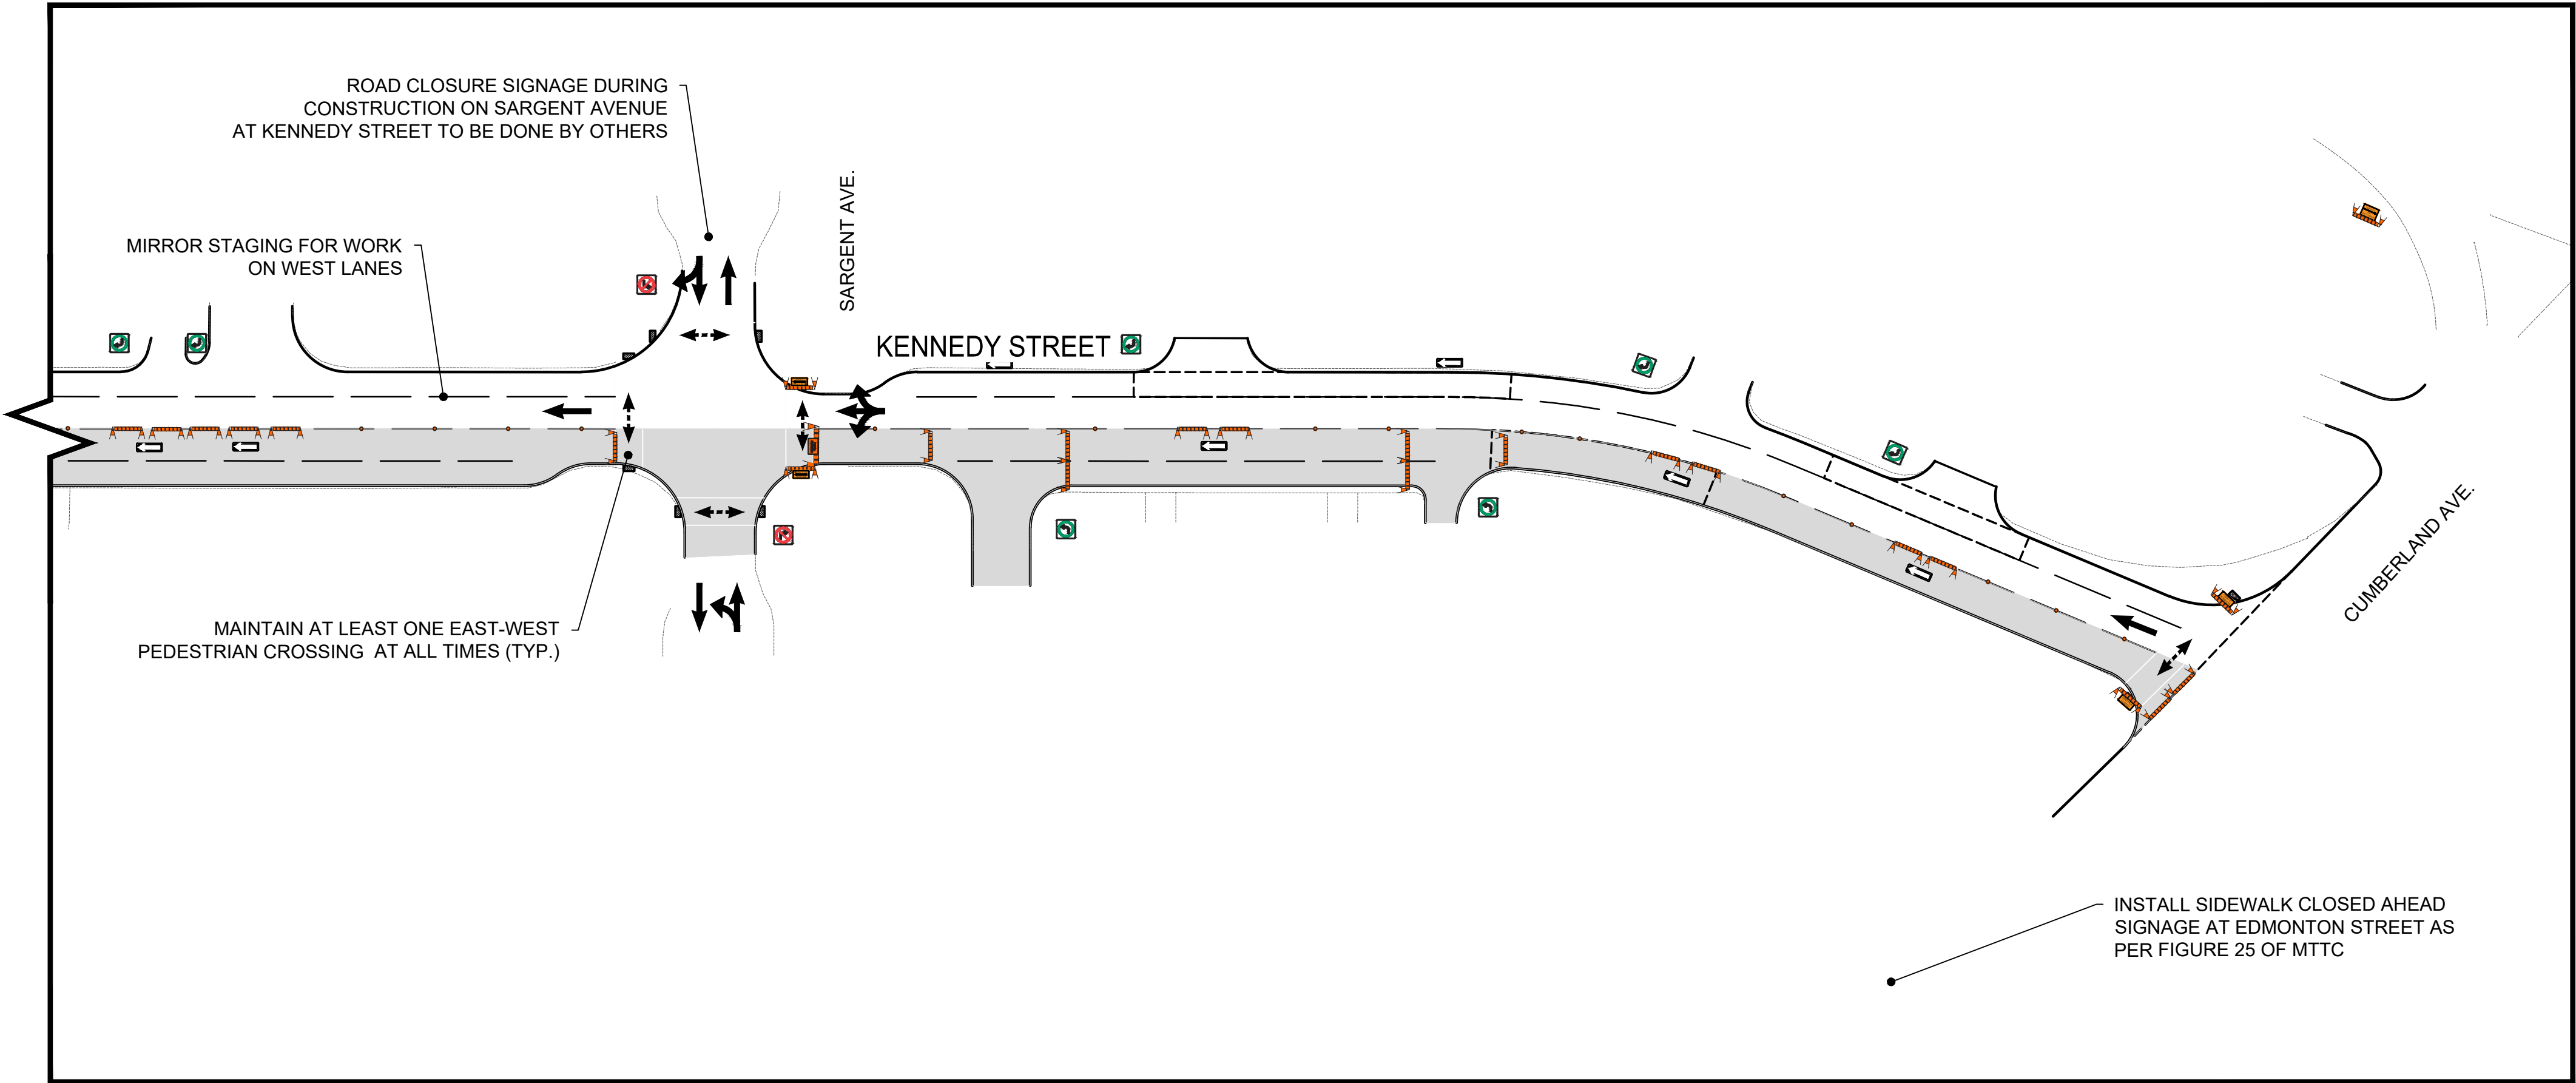 ROAD CLOSURE SIGNAGE DURING
CONSTRUCTION ON SARGENT AVENUE
AT KENNEDY STREET TO BE DONE BY OTHERS
MIRROR STAGING FOR WORK
ON WEST LANES
SARGENT AVE.
KENNEDY STREET
CUMBERLAND AVE.
MAINTAIN AT LEAST ONE EAST-WEST
PEDESTRIAN CROSSING AT ALL TIMES (TYP.)
INSTALL SIDEWALK CLOSED AHEAD
SIGNAGE AT EDMONTON STREET AS
PER FIGURE 25 OF MTTC